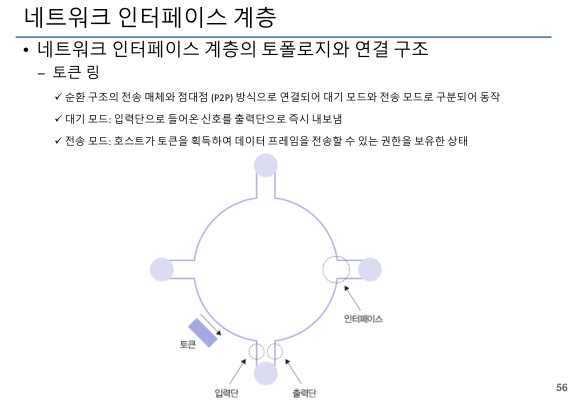 네트워크 인터페이스 계층
• 네트워크 인터페이스 계층의 토폴로지와 연결 구조
– 토큰 링
✓ 순환 구조의 전송 매체와 점대점 (P2P) 방식으로 연결되어 대기 모드와 전송 모드로 구분되어 동작
✓ 대기 모드: 입력단으로 들어온 신호를 출력단으로 즉시 내보냄
✓ 전송 모드: 호스트가 토큰을 획득하여 데이터 프레임을 전송할 수 있는 권한을 보유한 상태
인터페이스
토큰
입력단
출력단
56